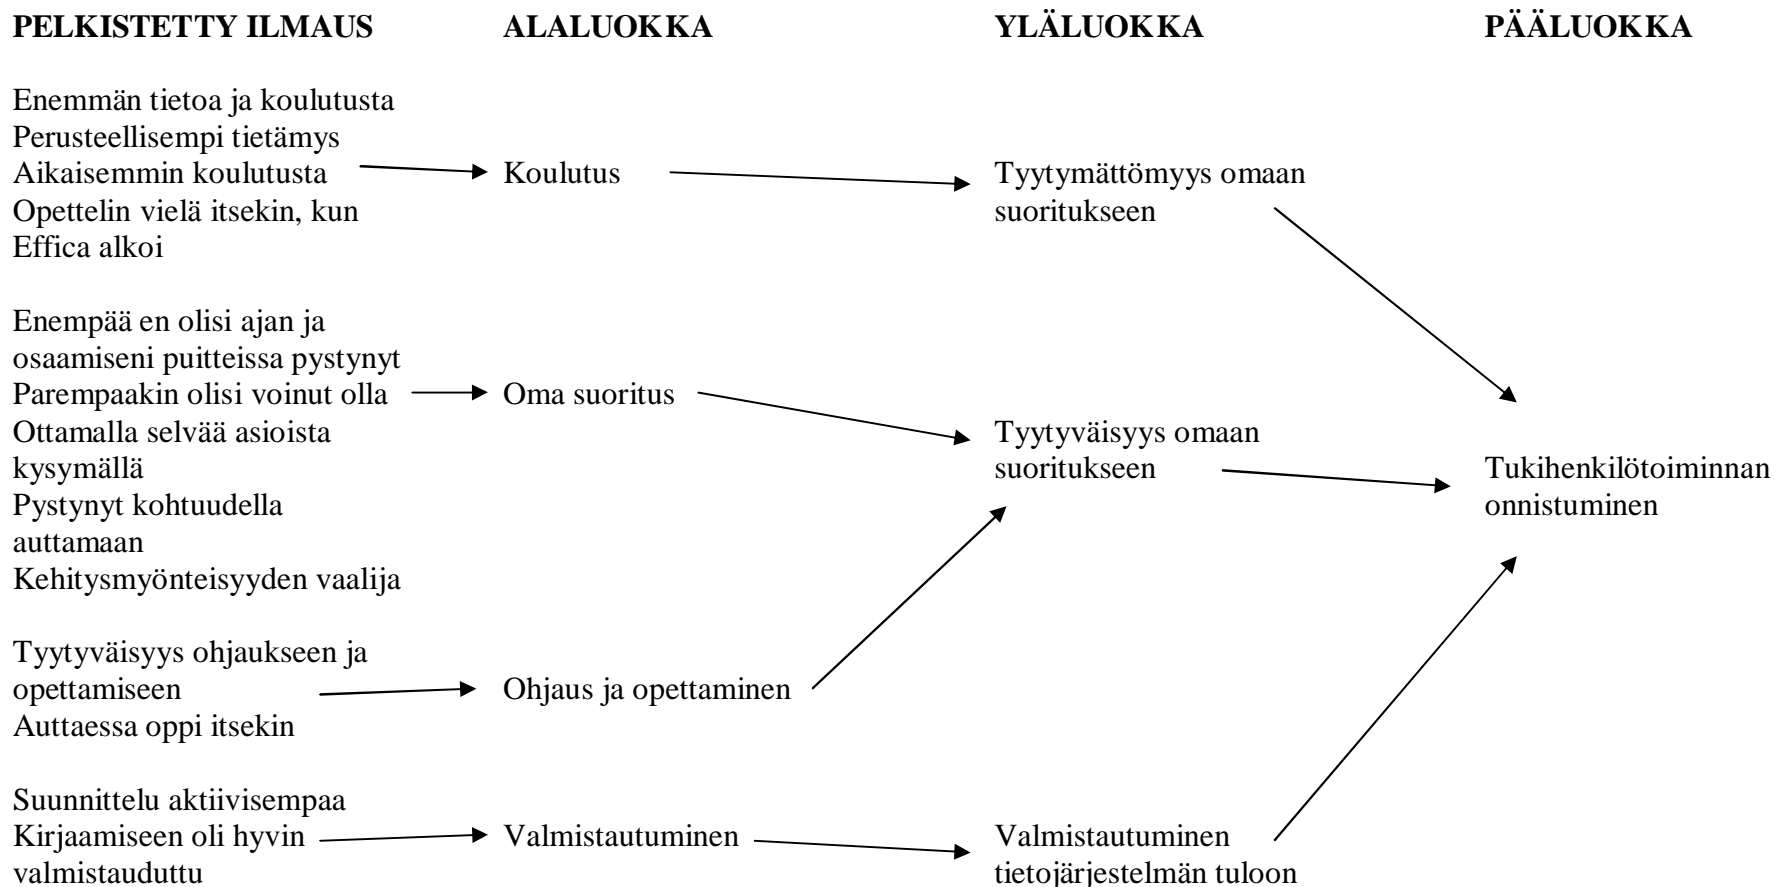 PELKISTETTY ILMAUS
ALALUOKKA
YLÄLUOKKA
PÄÄLUOKKA
Enemmän tietoa ja koulutusta
Perusteellisempi tietämys
Aikaisemmin koulutusta
Opettelin vielä itsekin, kun
Effica alkoi
Koulutus
Tyytymättömyys omaan
suoritukseen
Enempää en olisi ajan ja
osaamiseni puitteissa pystynyt
Parempaakin olisi voinut olla
Ottamalla selvää asioista
kysymällä
Pystynyt kohtuudella
auttamaan
Kehitysmyönteisyyden vaalija
Oma suoritus
Tyytyväisyys omaan
suoritukseen
Tukihenkilötoiminnan
onnistuminen
Tyytyväisyys ohjaukseen ja
opettamiseen
Auttaessa oppi itsekin
Ohjaus ja opettaminen
Suunnittelu aktiivisempaa
Kirjaamiseen oli hyvin
valmistauduttu
Valmistautuminen
Valmistautuminen
tietojärjestelmän tuloon